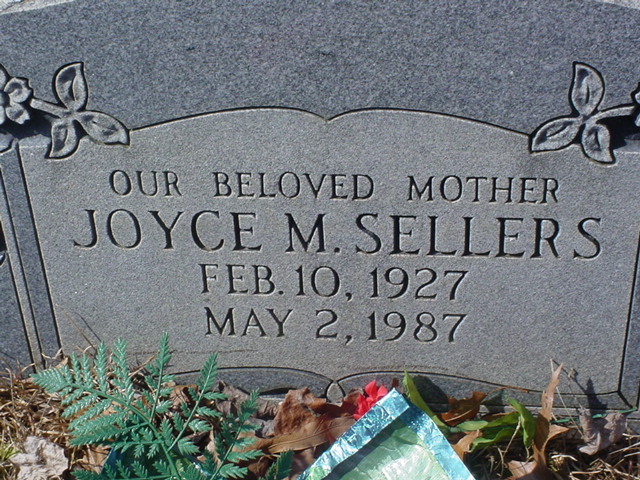 OUR BELOVED MOTHER
JOYCE M. SELLERS
FEB. 10, 1927
MAY 2, 1987